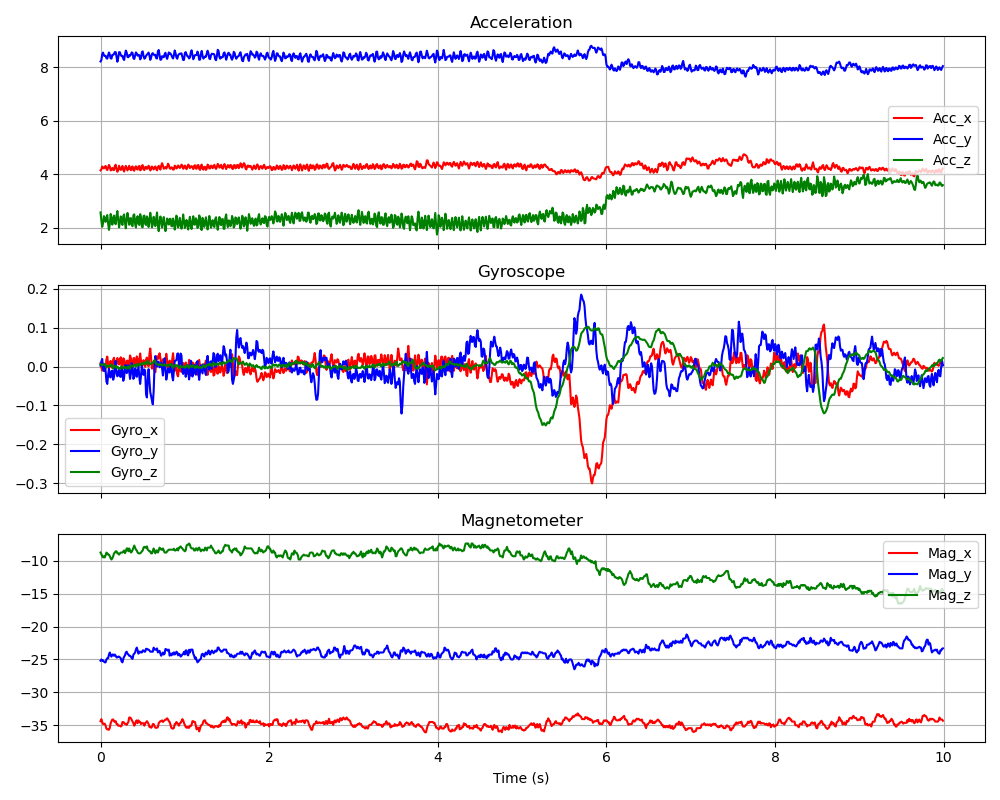 Acceleration
8
6
4
2
Acc_x
Acc_y
Acc_z
Gyroscope
0.2
0.1
0.0
−0.1
−0.2
−0.3
Gyro_x
Gyro_y
Gyro_z
Magnetometer
−10
−15
−20
−25
−30
−35
Mag_x
Mag_y
Mag_z
0 2 4 6 8 10
Time (s)